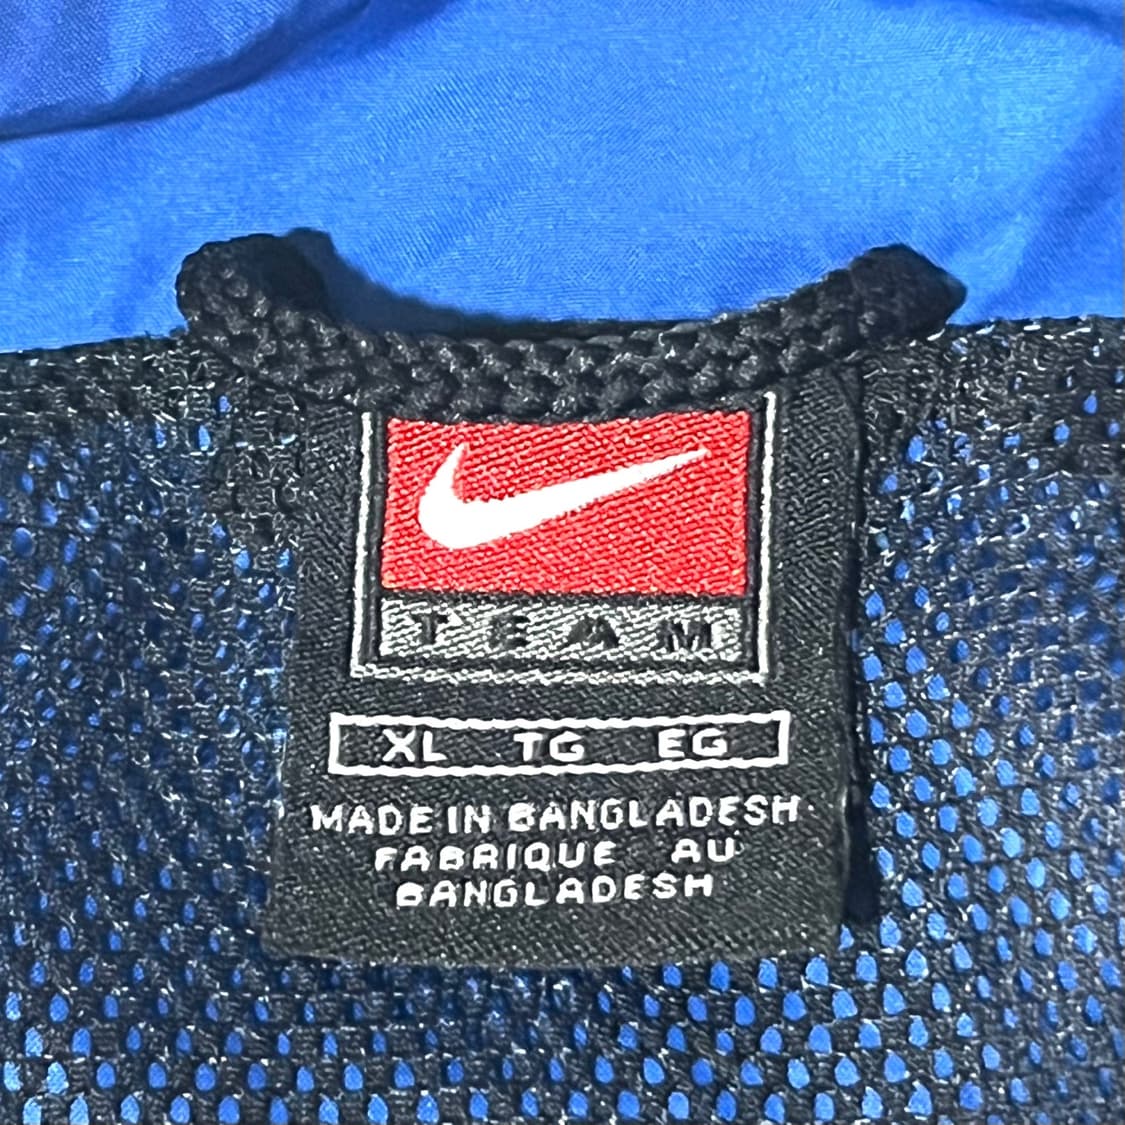 TEAM
XL TG EG
MADE IN BANGLADESH
FABRIQUE AU
BANGLADESH